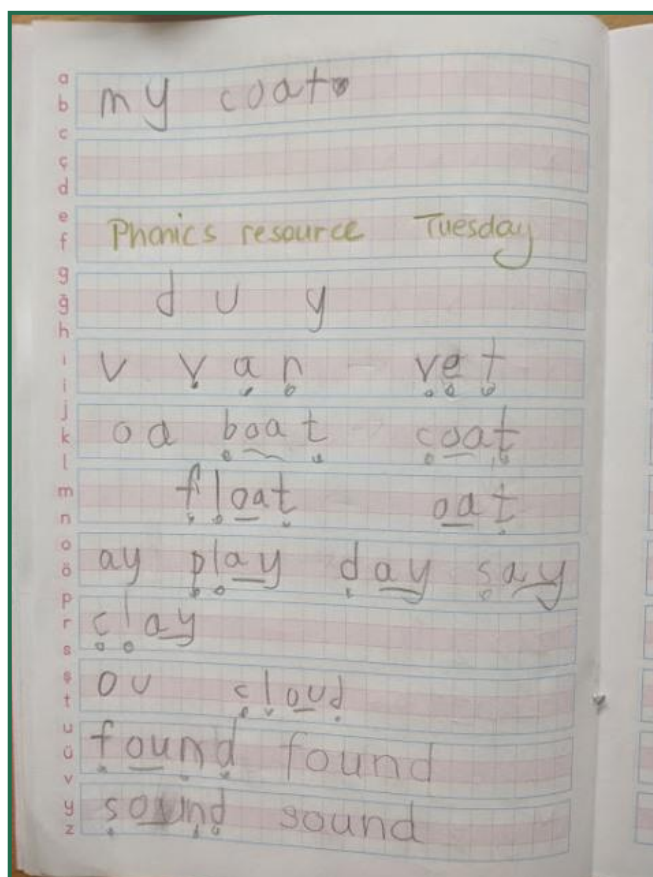 a
b
my coat.
c
ç
d
e
f
Phonics resource Tuesday
g
ğ
h
d u y
ı
i
v van vet
j
k
l
oa boat coat
m
n
float oat
o
ö
ay play day say
p
r
s
clay
ş
t
ou cloud
u
ü
v
found found
y
z
sound sound